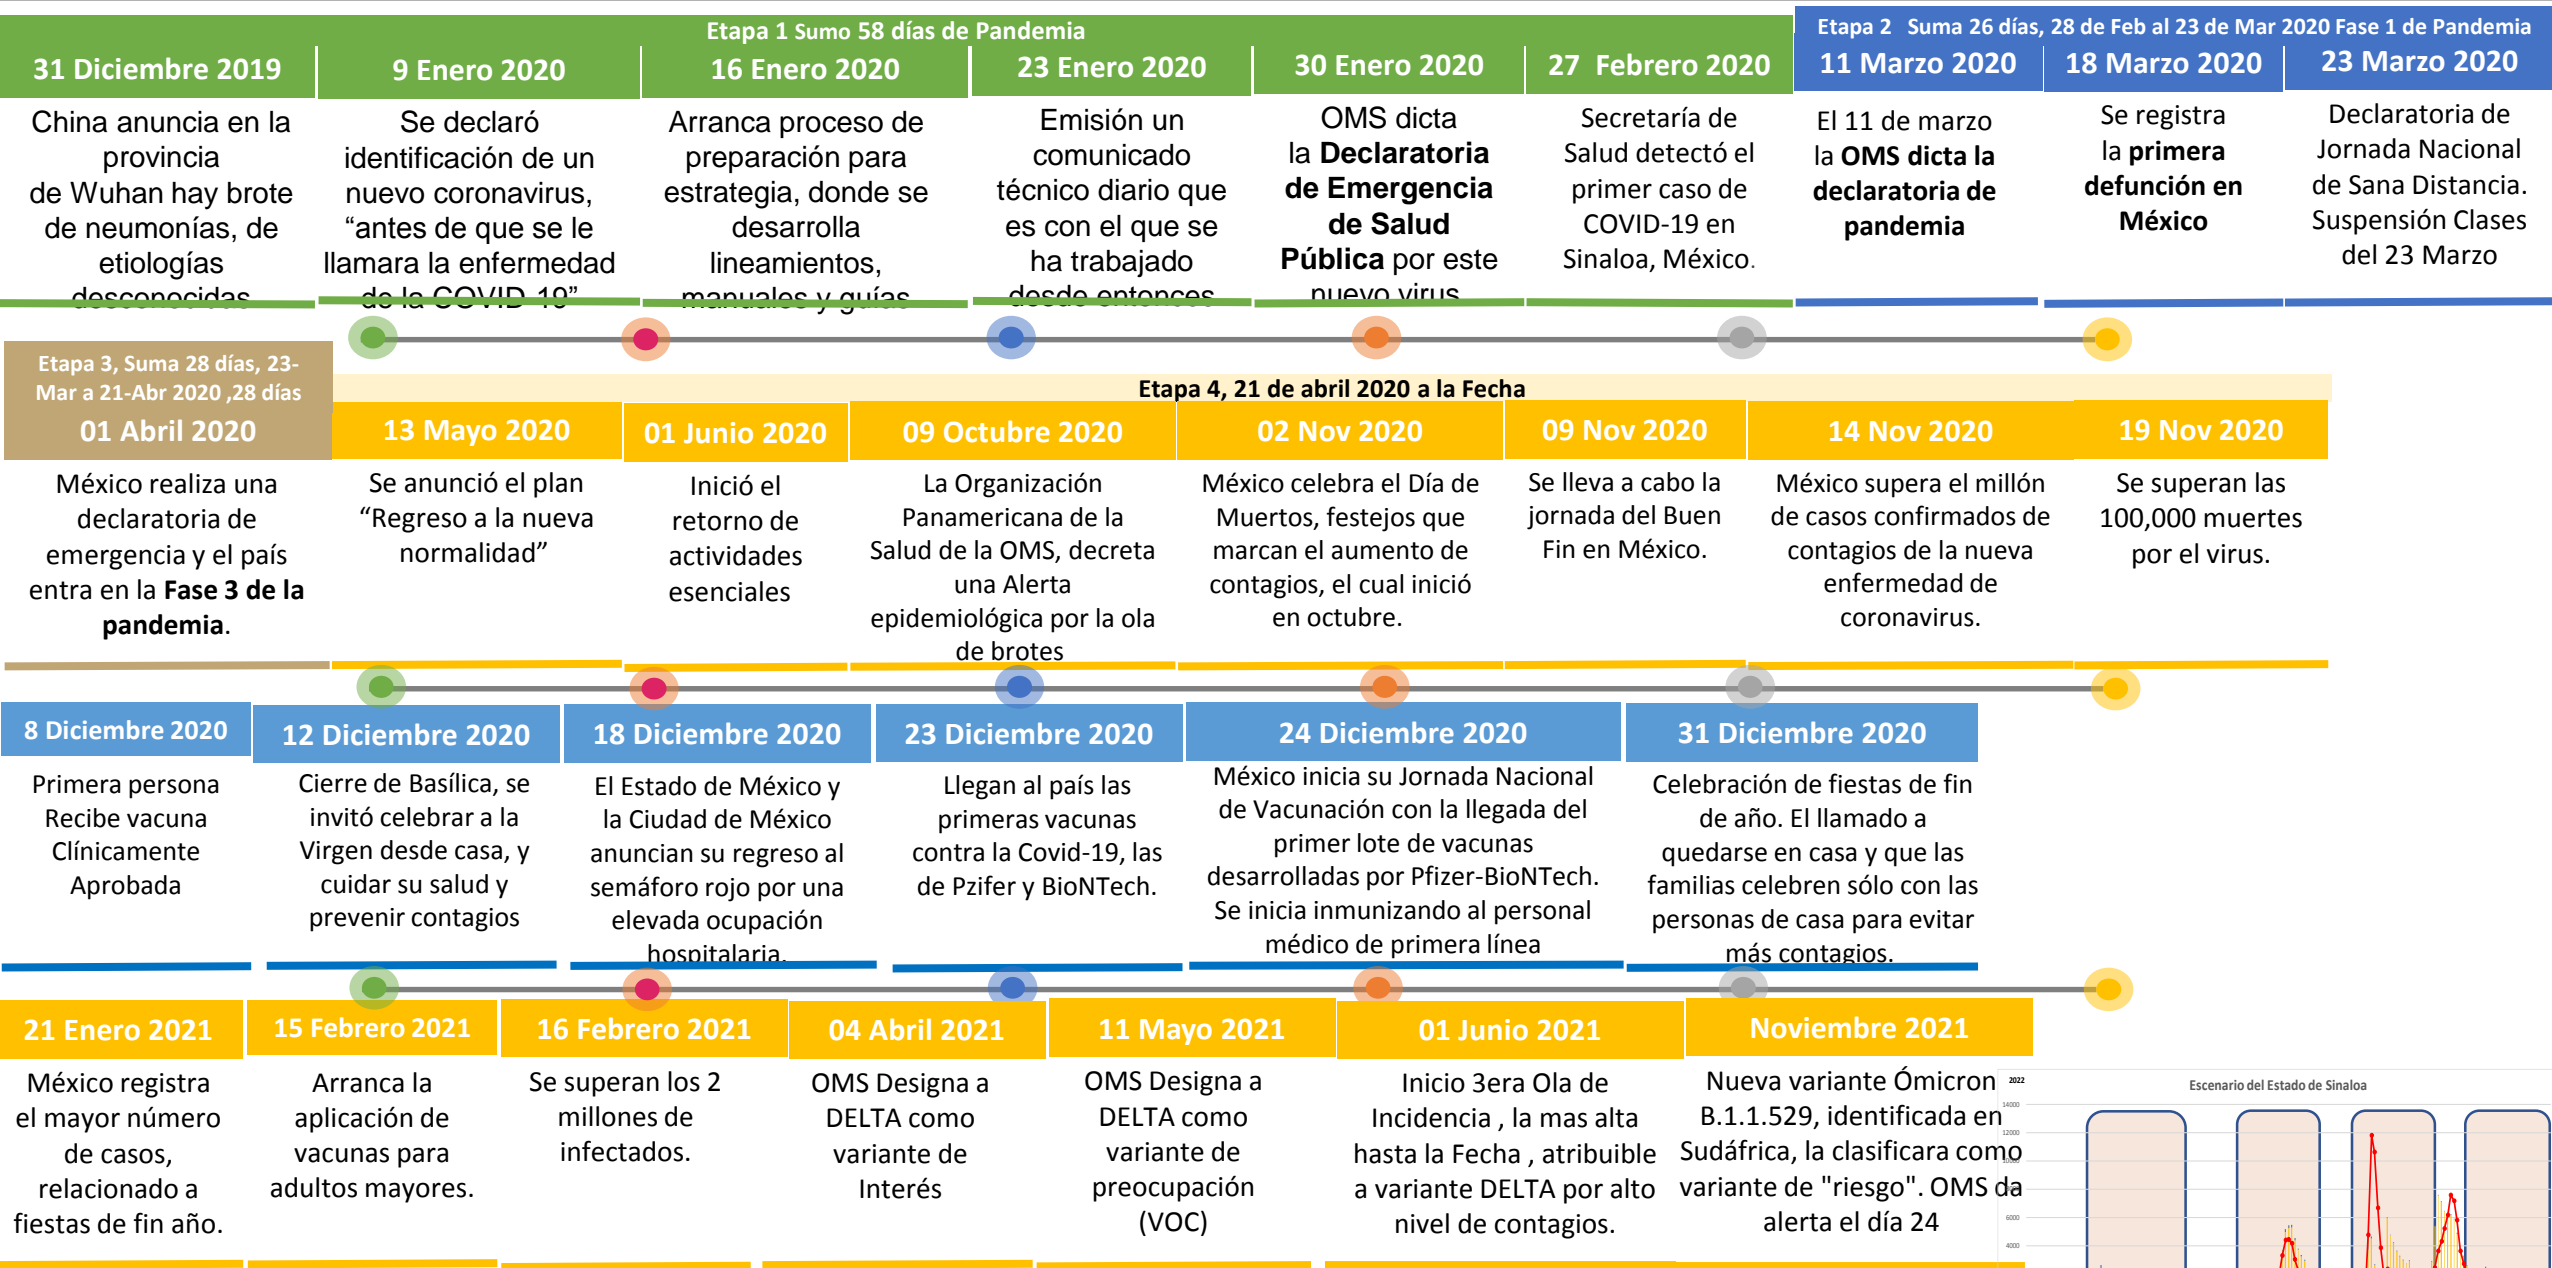 Etapa 1 Sumo 58 días de Pandemia
Etapa 2 Suma 26 días, 28 de Feb al 23 de Mar 2020 Fase 1 de Pandemia
31 Diciembre 2019
China anuncia en la
provincia
de Wuhan hay brote
de neumonías, de
etiologías
desconocidas
9 Enero 2020
Se declaró
identificación de un
nuevo coronavirus,
“antes de que se le
llamara la enfermedad
de la COVID-19”
16 Enero 2020
Arranca proceso de
preparación para
estrategia, donde se
desarrolla
lineamientos,
manuales y guías
23 Enero 2020
Emisión un
comunicado
técnico diario que
es con el que se
ha trabajado
desde entonces
30 Enero 2020
OMS dicta
la Declaratoria
de Emergencia
de Salud
Pública por este
nuevo virus
27 Febrero 2020
Secretaría de
Salud detectó el
primer caso de
COVID-19 en
Sinaloa, México.
11 Marzo 2020
El 11 de marzo
la OMS dicta la
declaratoria de
pandemia
18 Marzo 2020
Se registra
la primera
defunción en
México
23 Marzo 2020
Declaratoria de
Jornada Nacional
de Sana Distancia.
Suspensión Clases
del 23 Marzo
Etapa 3, Suma 28 días, 23-
Mar a 21-Abr 2020 ,28 días
Etapa 4, 21 de abril 2020 a la Fecha
01 Abril 2020
México realiza una
declaratoria de
emergencia y el país
entra en la Fase 3 de la
pandemia.
13 Mayo 2020
Se anunció el plan
“Regreso a la nueva
normalidad”
01 Junio 2020
Inició el
retorno de
actividades
esenciales
09 Octubre 2020
La Organización
Panamericana de la
Salud de la OMS, decreta
una Alerta
epidemiológica por la ola
de brotes
02 Nov 2020
México celebra el Día de
Muertos, festejos que
marcan el aumento de
contagios, el cual inició
en octubre.
09 Nov 2020
Se lleva a cabo la
jornada del Buen
Fin en México.
14 Nov 2020
México supera el millón
de casos confirmados de
contagios de la nueva
enfermedad de
coronavirus.
19 Nov 2020
Se superan las
100,000 muertes
por el virus.
8 Diciembre 2020
Primera persona
Recibe vacuna
Clínicamente
Aprobada
12 Diciembre 2020
Cierre de Basílica, se
invitó celebrar a la
Virgen desde casa, y
cuidar su salud y
prevenir contagios
18 Diciembre 2020
El Estado de México y
la Ciudad de México
anuncian su regreso al
semáforo rojo por una
elevada ocupación
hospitalaria.
23 Diciembre 2020
Llegan al país las
primeras vacunas
contra la Covid-19, las
de Pzifer y BioNTech.
24 Diciembre 2020
México inicia su Jornada Nacional
de Vacunación con la llegada del
primer lote de vacunas
desarrolladas por Pfizer-BioNTech.
Se inicia inmunizando al personal
médico de primera línea
31 Diciembre 2020
Celebración de fiestas de fin
de año. El llamado a
quedarse en casa y que las
familias celebren sólo con las
personas de casa para evitar
más contagios.
21 Enero 2021
México registra
el mayor número
de casos,
relacionado a
fiestas de fin año.
15 Febrero 2021
Arranca la
aplicación de
vacunas para
adultos mayores.
16 Febrero 2021
Se superan los 2
millones de
infectados.
04 Abril 2021
OMS Designa a
DELTA como
variante de
Interés
11 Mayo 2021
OMS Designa a
DELTA como
variante de
preocupación
(VOC)
01 Junio 2021
Inicio 3era Ola de
Incidencia , la mas alta
hasta la Fecha , atribuible
a variante DELTA por alto
nivel de contagios.
Noviembre 2021
Nueva variante Ómicron
B.1.1.529, identificada en
Sudáfrica, la clasificara como
variante de "riesgo". OMS da
alerta el día 24
2022
Escenario del Estado de Sinaloa
14000
12000
6000
4000